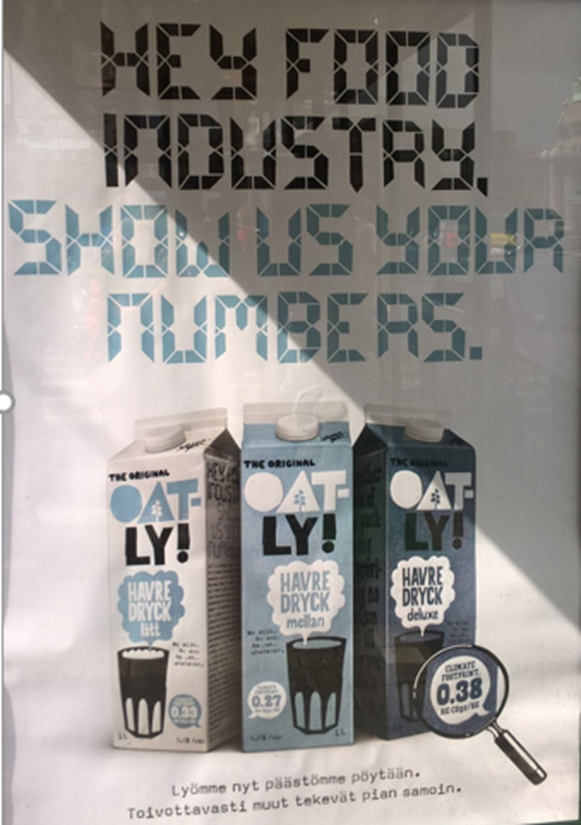 HEY FOOD
INDUSTRY,
SHOW US YOUR
NUMBERS.
THE ORIGINAL
OAT-
LY!
HAVRE
DRYCK
lätt
1L
THE ORIGINAL
OAT-
LY!
HAVRE
DRYCK
mellan
0.27
1L
THE ORIGINAL
OAT-
LY!
HAVRE
DRYCK
deluxe
CLIMATE
FOOTPRINT:
0.38
KG CO₂e/KG
Lyömme nyt päästömme pöytään.
Toivottavasti muut tekevät pian samoin.